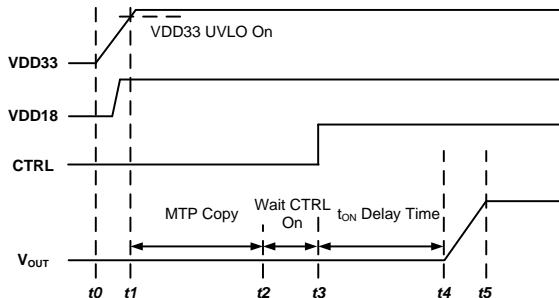 VDD33 UVLO On
VDD33
VDD18
CTRL
MTP Copy
Wait CTRL
On
tON Delay Time
VOUT
t0 t1 t2 t3 t4 t5